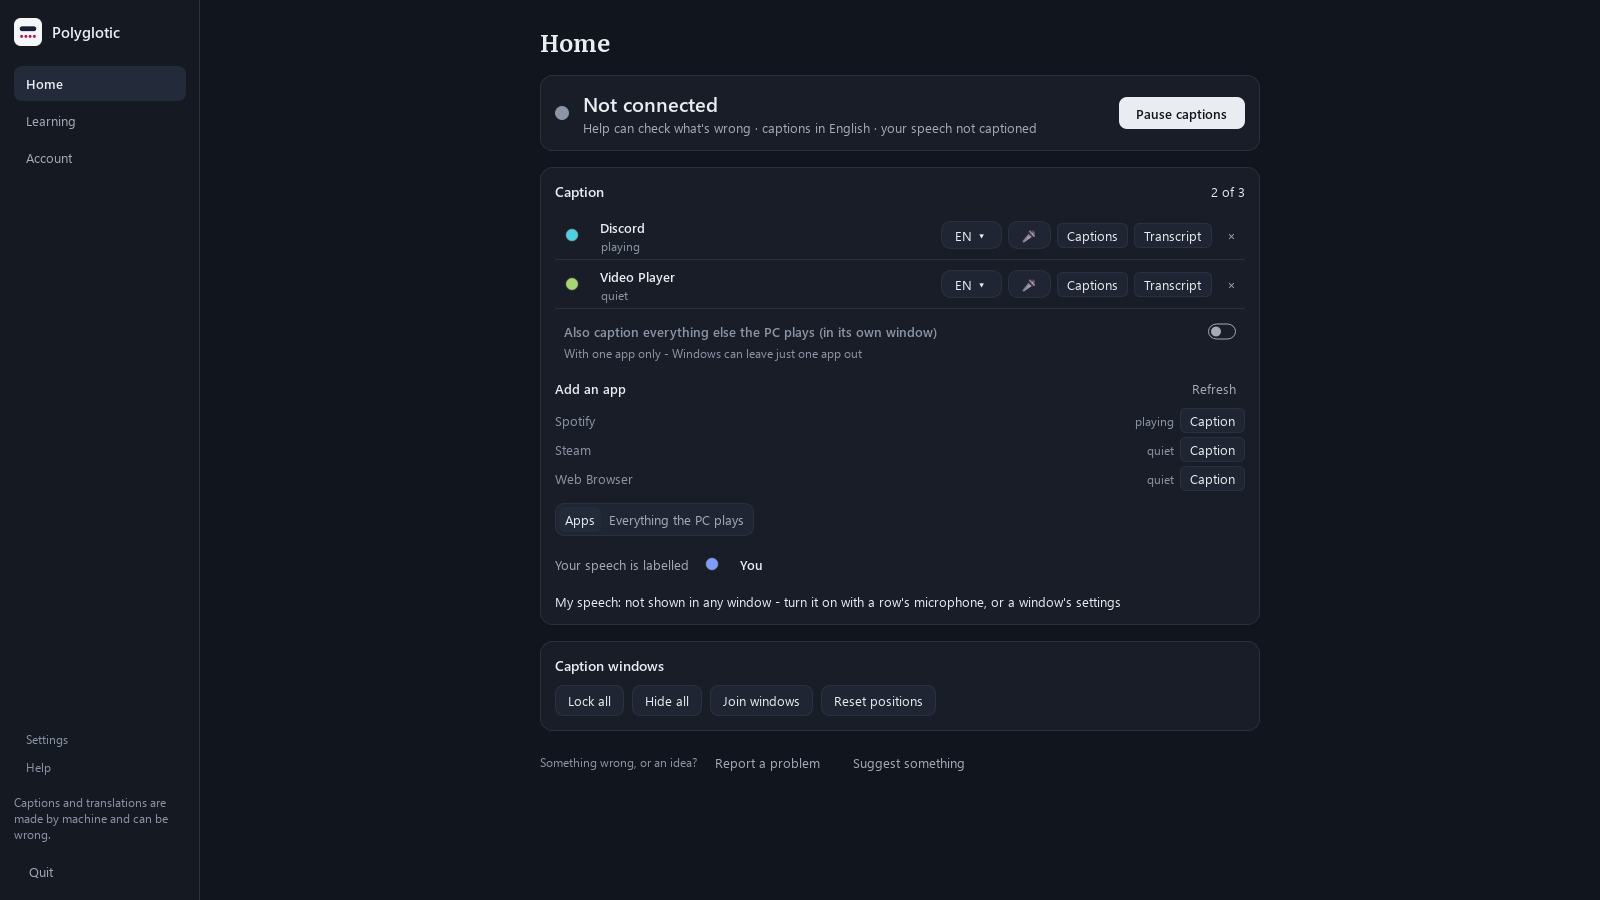 Polyglotic
Home
Learning
Account
Settings
Help
Captions and translations are
made by machine and can be
wrong.
Quit
Home
Not connected
Help can check what's wrong · captions in English · your speech not captioned
Pause captions
Caption
2 of 3
Discord
playing
EN ▾
Captions
Transcript
×
Video Player
quiet
EN ▾
Captions
Transcript
×
Also caption everything else the PC plays (in its own window)
With one app only - Windows can leave just one app out
Add an app
Refresh
Spotify
playing
Caption
Steam
quiet
Caption
Web Browser
quiet
Caption
Apps
Everything the PC plays
Your speech is labelled
You
My speech: not shown in any window - turn it on with a row's microphone, or a window's settings
Caption windows
Lock all
Hide all
Join windows
Reset positions
Something wrong, or an idea?
Report a problem
Suggest something